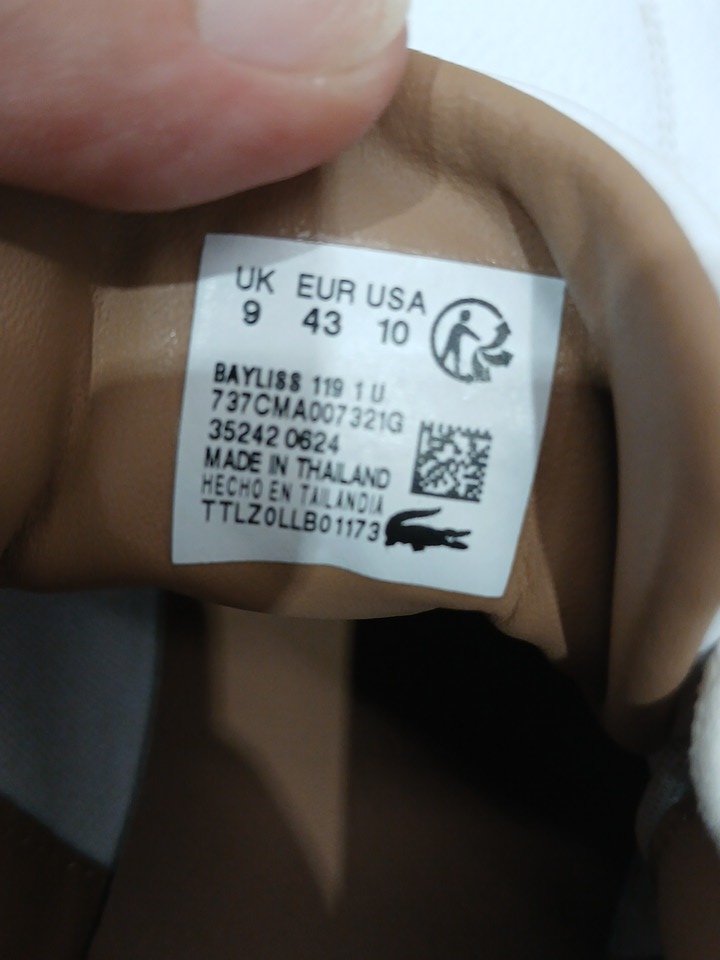 UK EUR USA
9 43 10
BAYLISS 119 1 U
737CMA007321G
35242 0624
MADE IN THAILAND
HECHO EN TAILANDIA
TTLZ0LLB01173